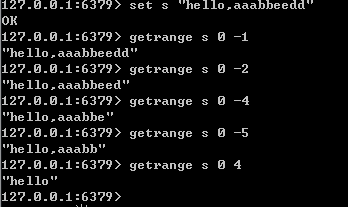 127.0.0.1:6379> set s "hello,aaabbeedd"
OK
127.0.0.1:6379> getrange s 0 -1
"hello,aaabbeedd"
127.0.0.1:6379> getrange s 0 -2
"hello,aaabbeed"
127.0.0.1:6379> getrange s 0 -4
"hello,aaabbe"
127.0.0.1:6379> getrange s 0 -5
"hello,aaabb"
127.0.0.1:6379> getrange s 0 4
"hello"
127.0.0.1:6379>